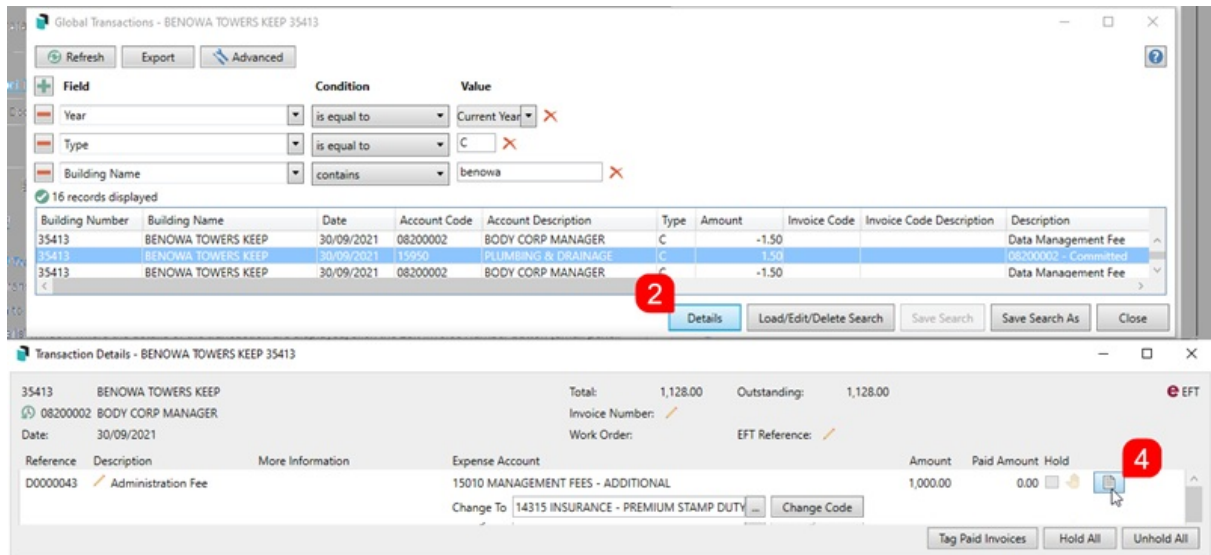 Global Transactions - BENOWA TOWERS KEEP 35413
Refresh Export Advanced
Field Condition Value
Year is equal to Current Year
Type is equal to C
Building Name contains benowa
16 records displayed
Building Number Building Name Date Account Code Account Description Type Amount Invoice Code Invoice Code Description Description
35413 BENOWA TOWERS KEEP 30/09/2021 08200002 BODY CORP MANAGER C -1.50 Data Management Fee
35413 BENOWA TOWERS KEEP 30/09/2021 15950 PLUMBING & DRAINAGE C 1.50 08200002 - Committed
35413 BENOWA TOWERS KEEP 30/09/2021 08200002 BODY CORP MANAGER C -1.50 Data Management Fee
2
Details Load/Edit/Delete Search Save Search Save Search As Close
Transaction Details - BENOWA TOWERS KEEP 35413
35413 BENOWA TOWERS KEEP Total: 1,128.00 Outstanding: 1,128.00 e EFT
08200002 BODY CORP MANAGER Invoice Number:
Date: 30/09/2021 Work Order: EFT Reference:
Reference Description More Information Expense Account Amount Paid Amount Hold 4
D0000043 Administration Fee 15010 MANAGEMENT FEES - ADDITIONAL 1,000.00 0.00
Change To 14315 INSURANCE - PREMIUM STAMP DUTY ... Change Code
Tag Paid Invoices Hold All Unhold All